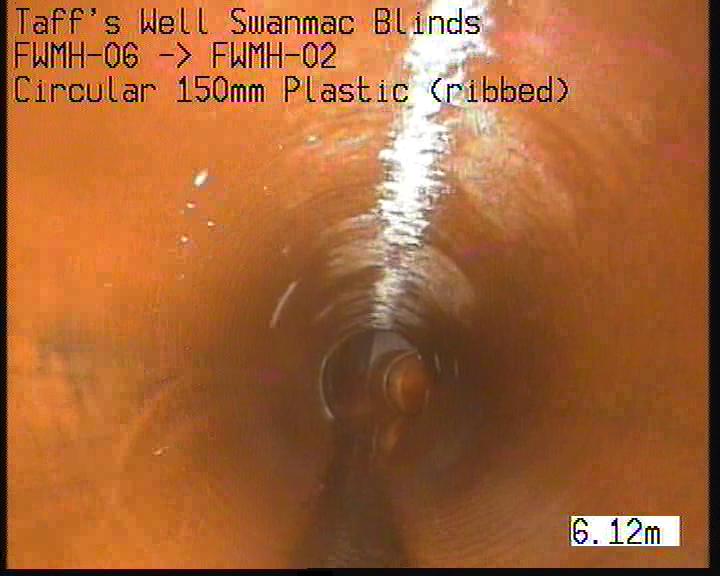 Taff's Well Swanmac Blinds
FWMH-06 -> FWMH-02
Circular 150mm Plastic (ribbed)
6.12m